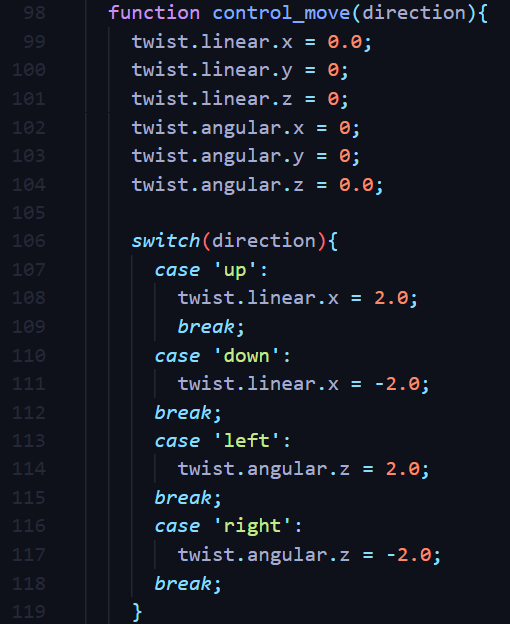 98 function control_move(direction){
99 twist.linear.x = 0.0;
100 twist.linear.y = 0;
101 twist.linear.z = 0;
102 twist.angular.x = 0;
103 twist.angular.y = 0;
104 twist.angular.z = 0.0;
105
106 switch(direction){
107 case 'up':
108 twist.linear.x = 2.0;
109 break;
110 case 'down':
111 twist.linear.x = -2.0;
112 break;
113 case 'left':
114 twist.angular.z = 2.0;
115 break;
116 case 'right':
117 twist.angular.z = -2.0;
118 break;
119 }